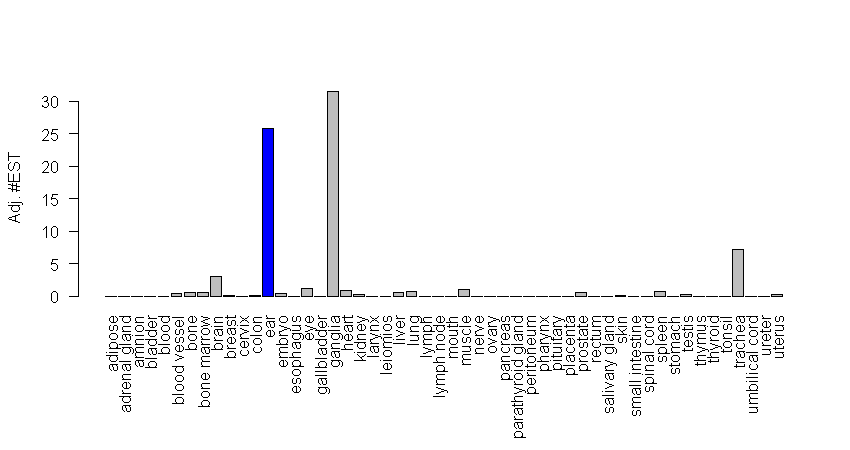 Adj. #EST
30
25
20
15
10
5
0
adipose
adrenal gland
amnion
bladder
blood
blood vessel
bone
bone marrow
brain
breast
cervix
colon
ear
embryo
esophagus
eye
gallbladder
ganglia
heart
kidney
larynx
leiomios
liver
lung
lymph
lymph node
mouth
muscle
nerve
ovary
pancreas
parathyroid gland
peritoneum
pharynx
pituitary
placenta
prostate
rectum
salivary gland
skin
small intestine
spinal cord
spleen
stomach
testis
thymus
thyroid
tonsil
trachea
umbilical cord
ureter
uterus